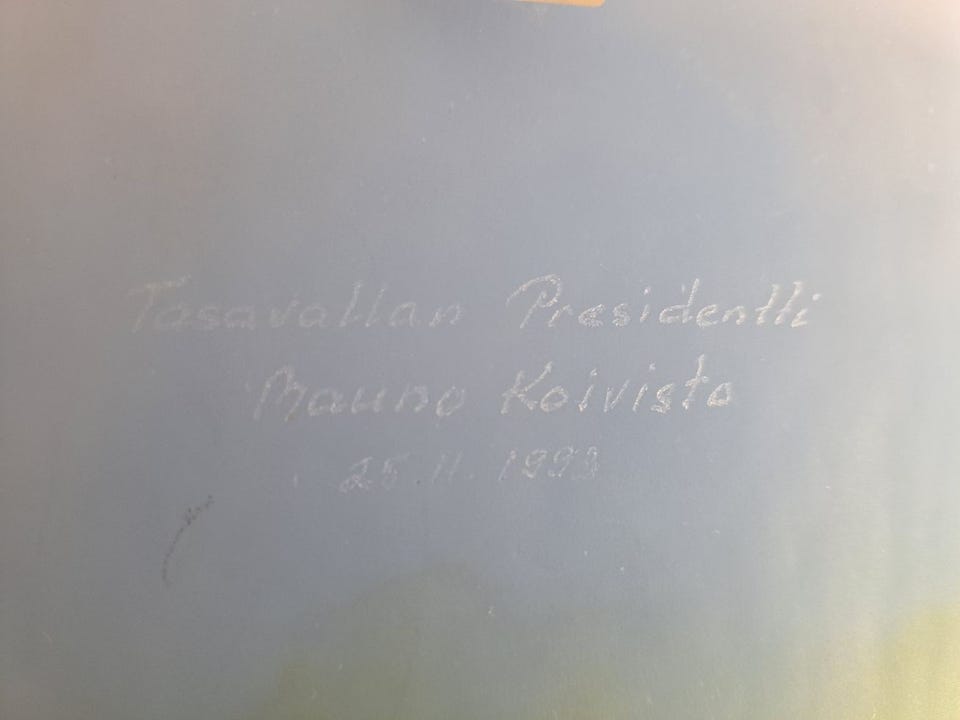 Tasavallan Presidentti
Mauno Koivisto
25.11.1993